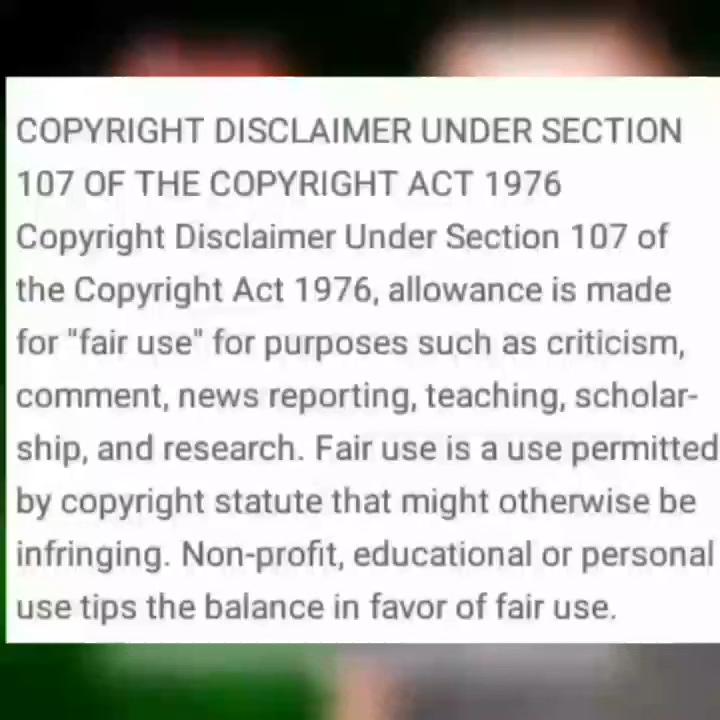 COPYRIGHT DISCLAIMER UNDER SECTION
107 OF THE COPYRIGHT ACT 1976
Copyright Disclaimer Under Section 107 of
the Copyright Act 1976, allowance is made
for "fair use" for purposes such as criticism,
comment, news reporting, teaching, scholar-
ship, and research. Fair use is a use permitted
by copyright statute that might otherwise be
infringing. Non-profit, educational or personal
use tips the balance in favor of fair use.